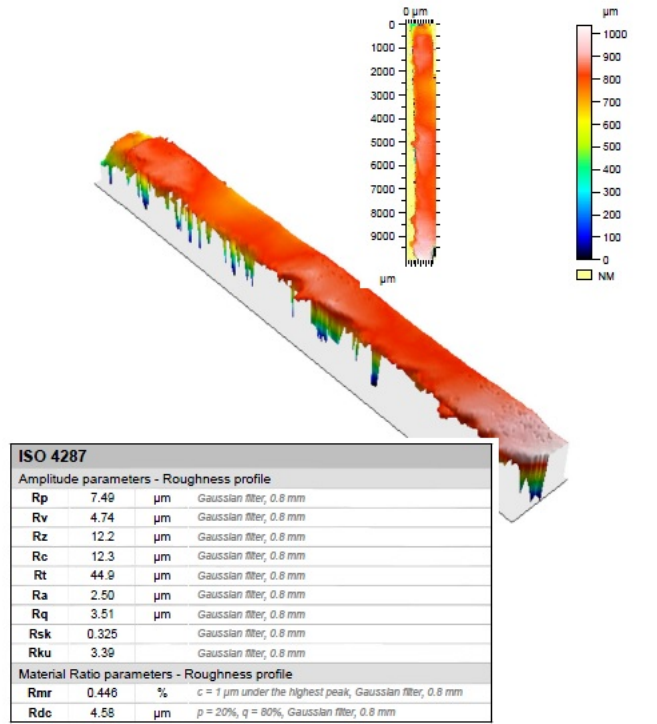 0 µm
0
1000
2000
3000
4000
5000
6000
7000
8000
9000
µm
µm
1000
900
800
700
600
500
400
300
200
100
0
NM
ISO 4287
Amplitude parameters - Roughness profile
Rp 7.49 µm Gaussian filter, 0.8 mm
Rv 4.74 µm Gaussian filter, 0.8 mm
Rz 12.2 µm Gaussian filter, 0.8 mm
Rc 12.3 µm Gaussian filter, 0.8 mm
Rt 44.9 µm Gaussian filter, 0.8 mm
Ra 2.50 µm Gaussian filter, 0.8 mm
Rq 3.51 µm Gaussian filter, 0.8 mm
Rsk 0.325 Gaussian filter, 0.8 mm
Rku 3.39 Gaussian filter, 0.8 mm
Material Ratio parameters - Roughness profile
Rmr 0.446 % c = 1 µm under the highest peak, Gaussian filter, 0.8 mm
Rdc 4.58 µm p = 20%, q = 80%, Gaussian filter, 0.8 mm